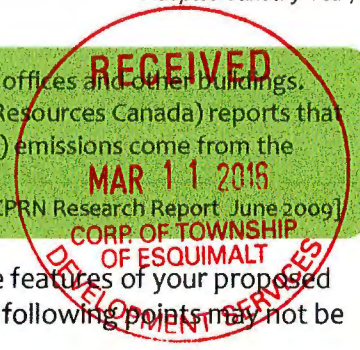 offices and other buildings.
Resources Canada) reports that
) emissions come from the
CPRN Research Report June 2009]
RECEIVED
MAR 11 2016
CORP. OF TOWNSHIP
OF ESQUIMALT
DEVELOPMENT SERVICES
e features of your proposed
following points may not be